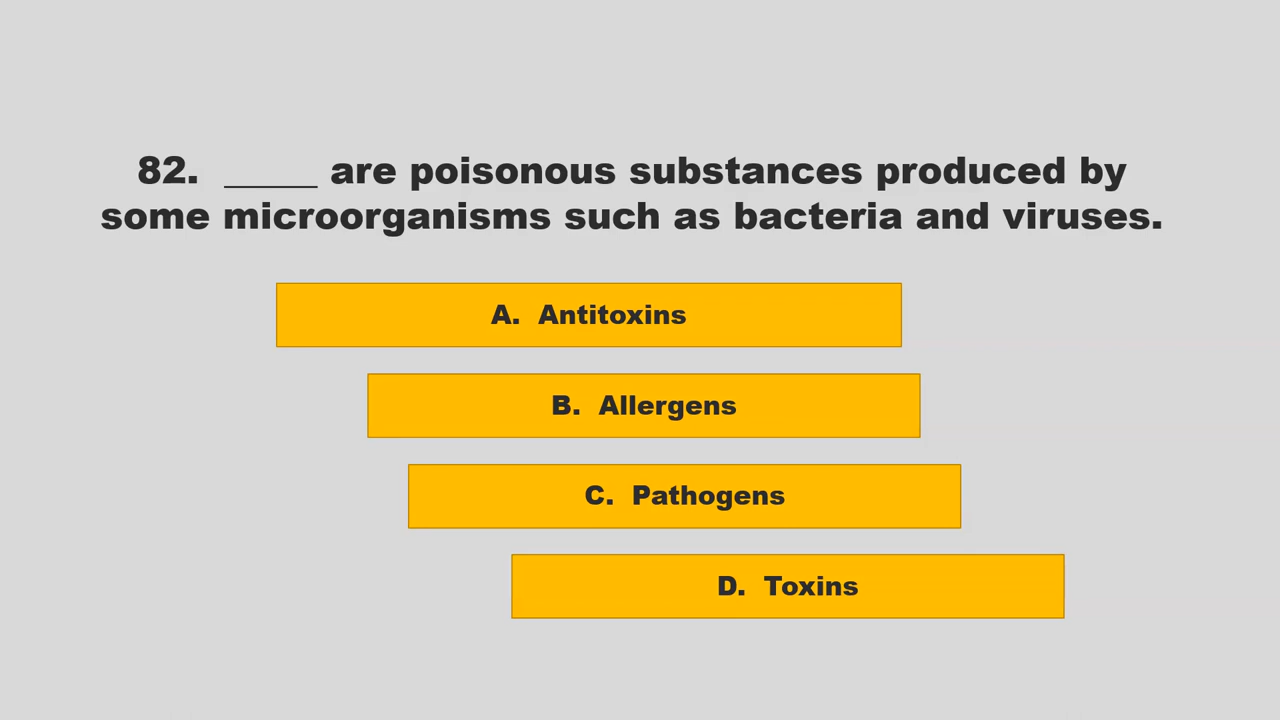 82.  _____ are poisonous substances produced by
some microorganisms such as bacteria and viruses.
A.  Antitoxins
B.  Allergens
C.  Pathogens
D.  Toxins